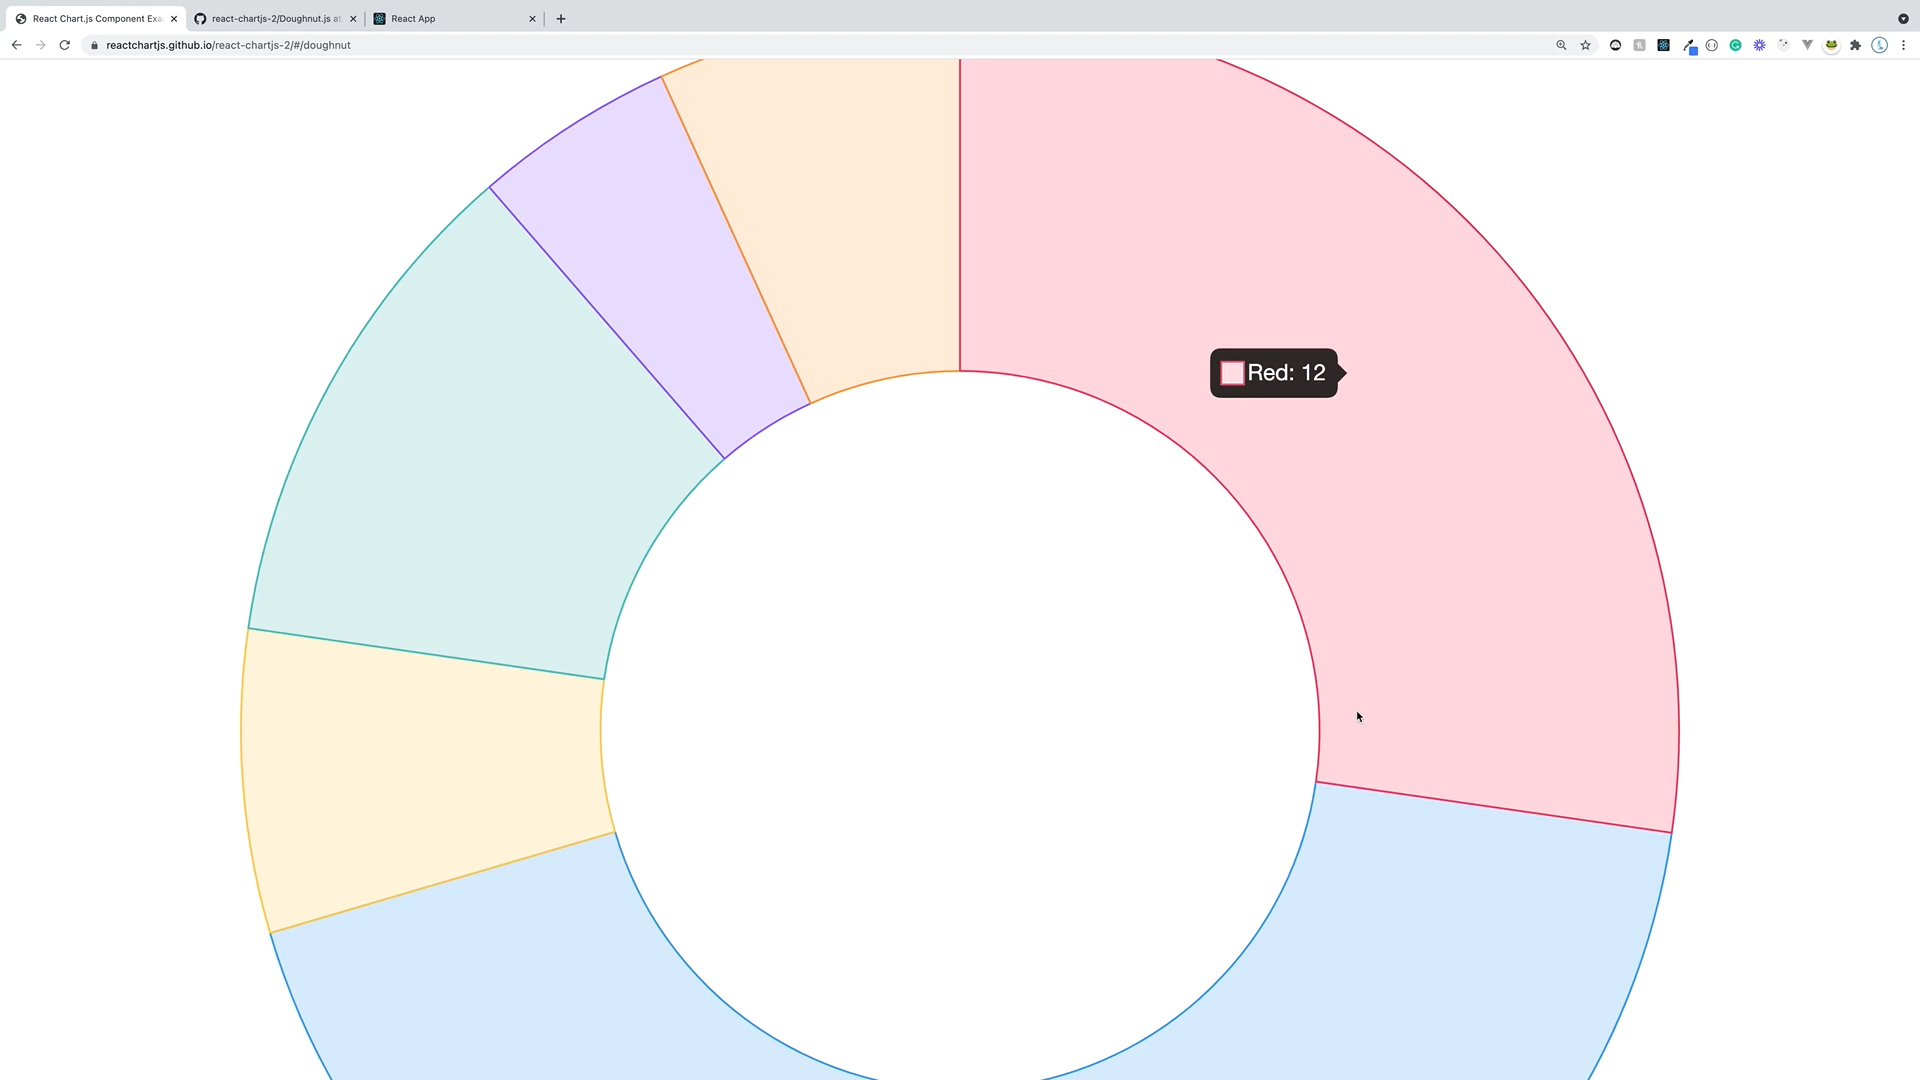 React Chart.js Component Exa
react-chartjs-2/Doughnut.js at
React App
reactchartjs.github.io/react-chartjs-2/#/doughnut
Red: 12